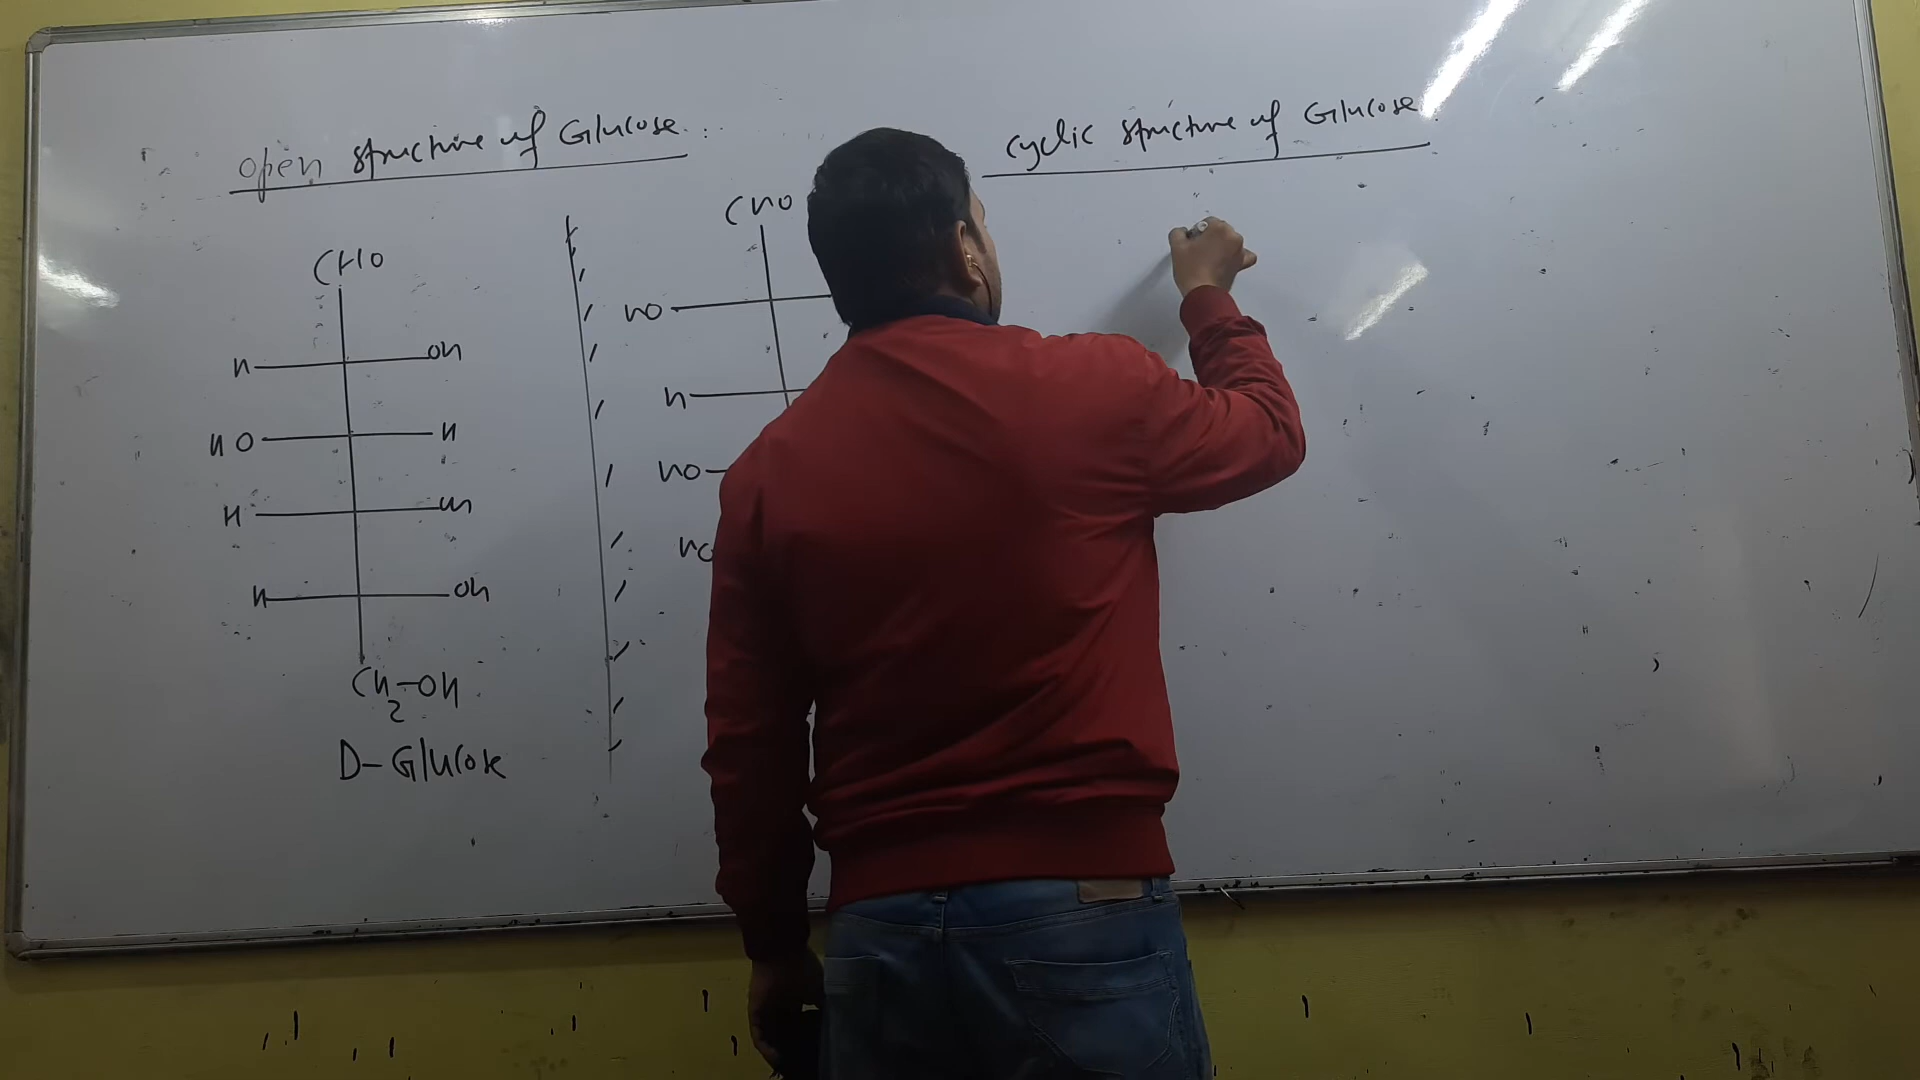 Open structure of Glucose
CHO
H OH
HO H
H OH
H OH
CH2-OH
D-Glucose
CHO
HO
H
HO
HO
cyclic structure of Glucose